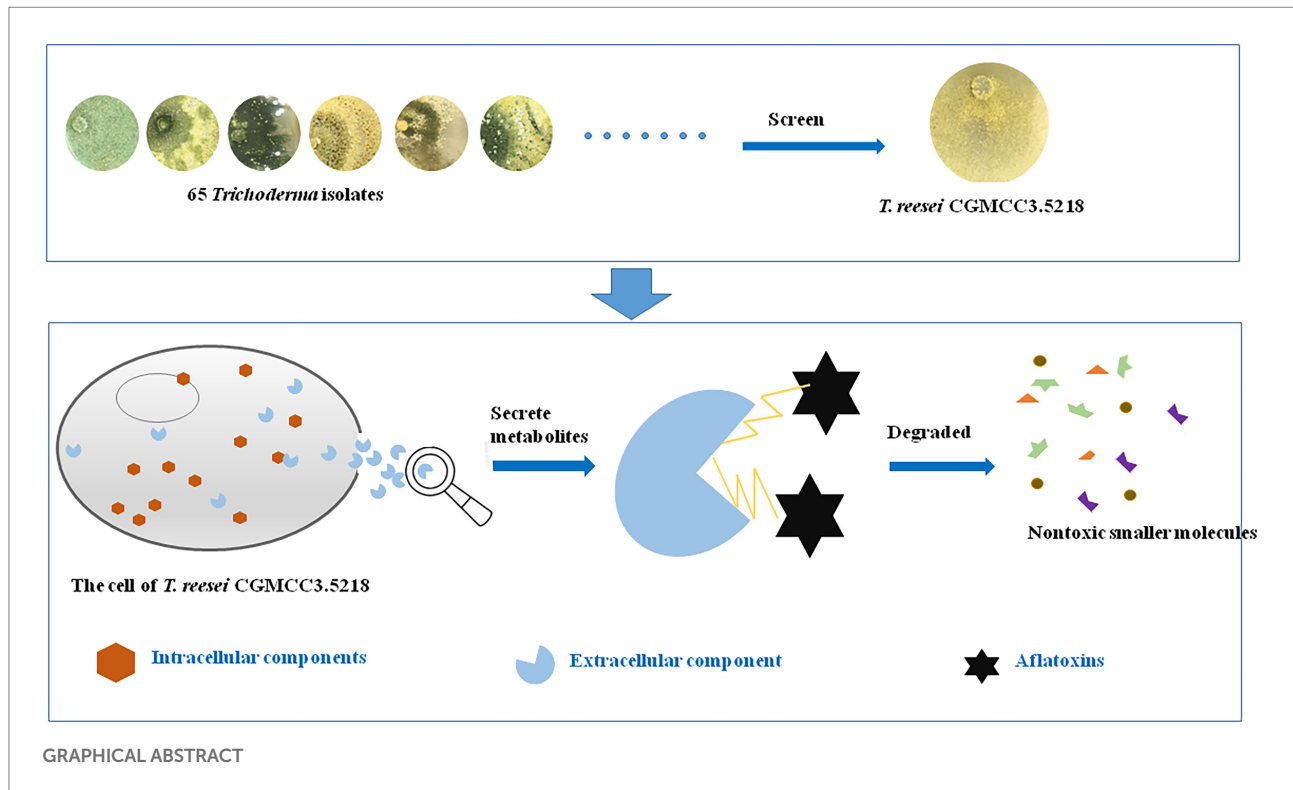 Screen
65 Trichoderma isolates
T. reesei CGMCC3.5218
Secrete
metabolites
Degraded
Nontoxic smaller molecules
The cell of T. reesei CGMCC3.5218
Intracellular components
Extracellular component
Aflatoxins
GRAPHICAL ABSTRACT